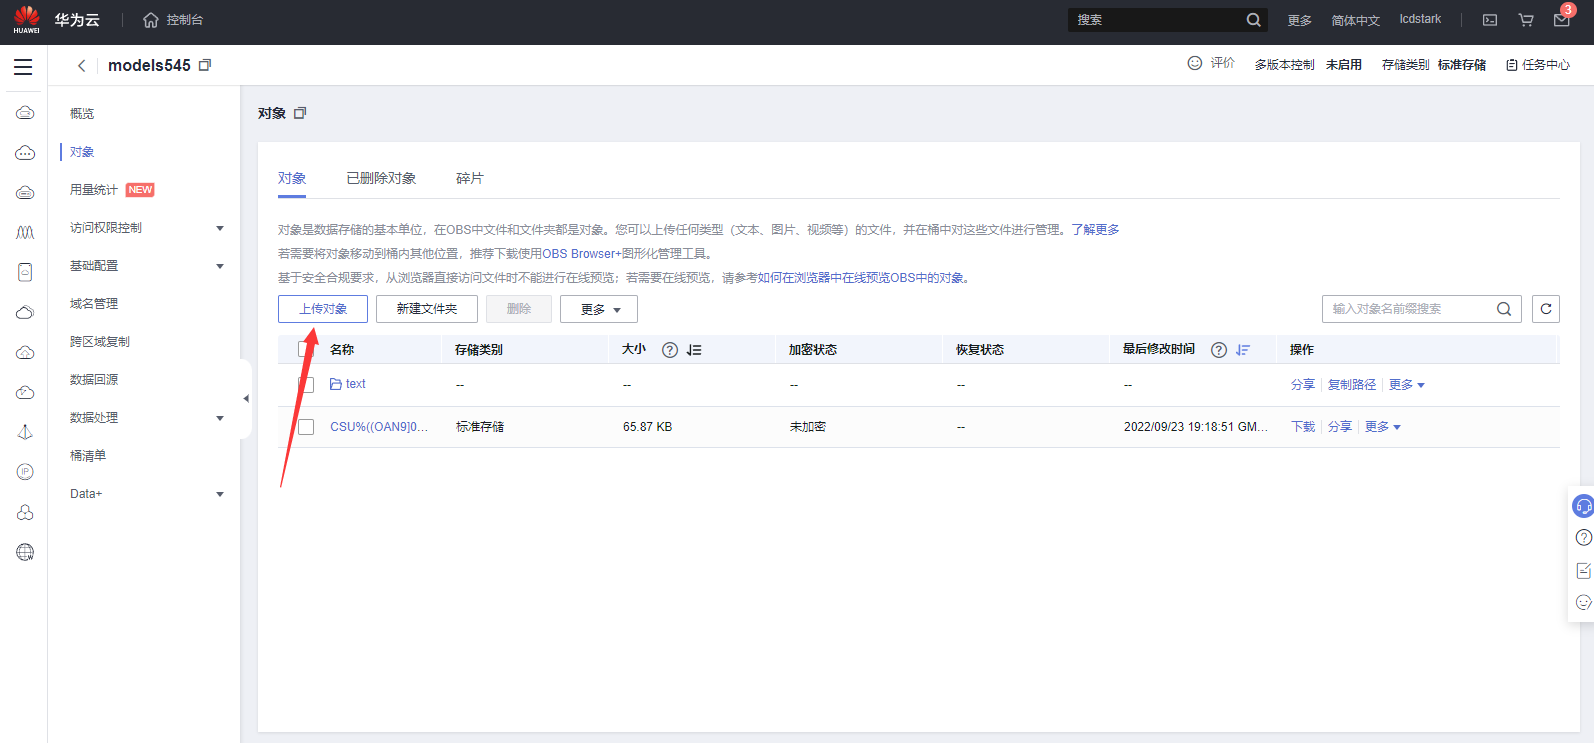 HUAWEI
华为云
控制台
搜索
更多
简体中文
lcdstark
3
models545
评价
多版本控制 未启用
存储类别 标准存储
任务中心
概览
对象
用量统计 NEW
访问权限控制
基础配置
域名管理
跨区域复制
数据回源
数据处理
桶清单
Data+
IP
对象
对象 已删除对象 碎片
对象是数据存储的基本单位，在OBS中文件和文件夹都是对象。您可以上传任何类型（文本、图片、视频等）的文件，并在桶中对这些文件进行管理。了解更多
若需要将对象移动到桶内其他位置，推荐下载使用OBS Browser+图形化管理工具。
基于安全合规要求，从浏览器直接访问文件时不能进行在线预览；若需要在线预览，请参考如何在浏览器中在线预览OBS中的对象。
上传对象 新建文件夹 删除 更多
输入对象名前缀搜索
名称 存储类别 大小 加密状态 恢复状态 最后修改时间 操作
text -- -- -- -- -- 分享 复制路径 更多
CSU%((OAN9]0... 标准存储 65.87 KB 未加密 -- 2022/09/23 19:18:51 GM... 下载 分享 更多